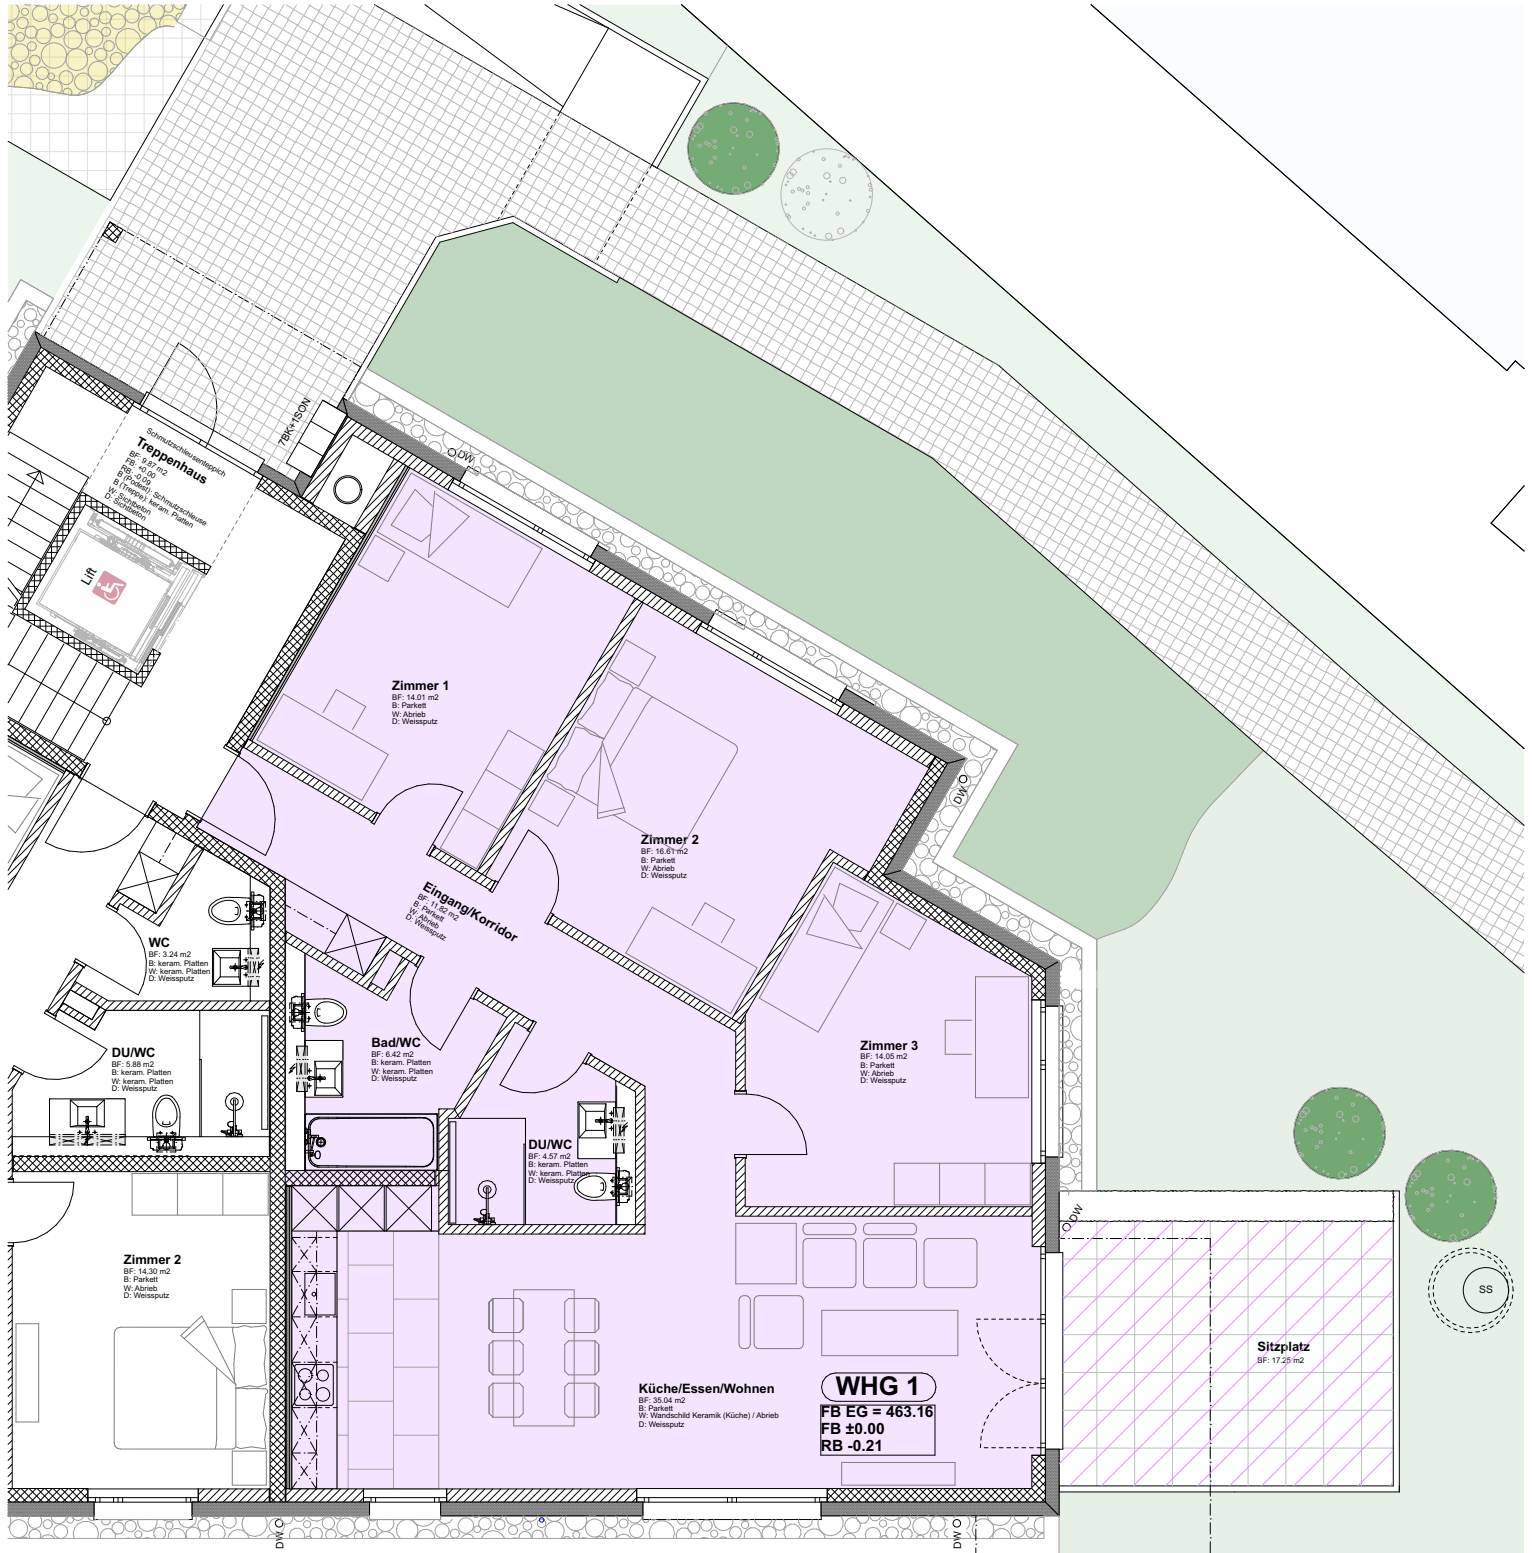 7BK+1SON
DW
Schmutzschleusenteppich
Treppenhaus
BF: 9.87 m2
FB: +0.00
RB: -0.09
B (Podest): Schmutzschleuse
B (Treppe): keram. Platten
W: Sichtbeton
D: Sichtbeton
Lift
Zimmer 1
BF: 14.01 m2
B: Parkett
W: Abrieb
D: Weissputz
Zimmer 2
BF: 16.61 m2
B: Parkett
W: Abrieb
D: Weissputz
DW
Eingang/Korridor
BF: 11.82 m2
B: Parkett
W: Abrieb
D: Weissputz
WC
BF: 3.24 m2
B: keram. Platten
W: keram. Platten
D: Weissputz
DU/WC
BF: 5.88 m2
B: keram. Platten
W: keram. Platten
D: Weissputz
Bad/WC
BF: 6.42 m2
B: keram. Platten
W: keram. Platten
D: Weissputz
Zimmer 3
BF: 14.05 m2
B: Parkett
W: Abrieb
D: Weissputz
DU/WC
BF: 4.57 m2
B: keram. Platten
W: keram. Platten
D: Weissputz
DW
Zimmer 2
BF: 14.30 m2
B: Parkett
W: Abrieb
D: Weissputz
SS
Sitzplatz
BF: 17.25 m2
Küche/Essen/Wohnen
BF: 35.04 m2
B: Parkett
W: Wandschild Keramik (Küche) / Abrieb
D: Weissputz
WHG 1
FB EG = 463.16
FB ±0.00
RB -0.21
DW
DW